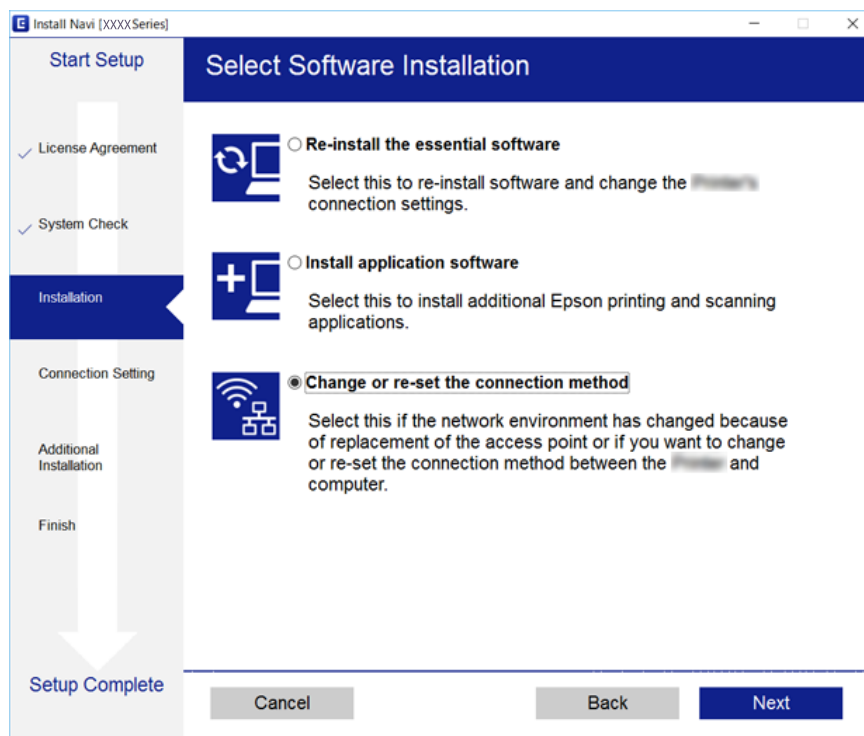 E Install Navi [XXXX Series]
Start Setup
License Agreement
System Check
Installation
Connection Setting
Additional
Installation
Finish
Setup Complete
Select Software Installation
Re-install the essential software
Select this to re-install software and change the
connection settings.
Install application software
Select this to install additional Epson printing and scanning
applications.
Change or re-set the connection method
Select this if the network environment has changed because
of replacement of the access point or if you want to change
or re-set the connection method between the and
computer.
Cancel
Back
Next